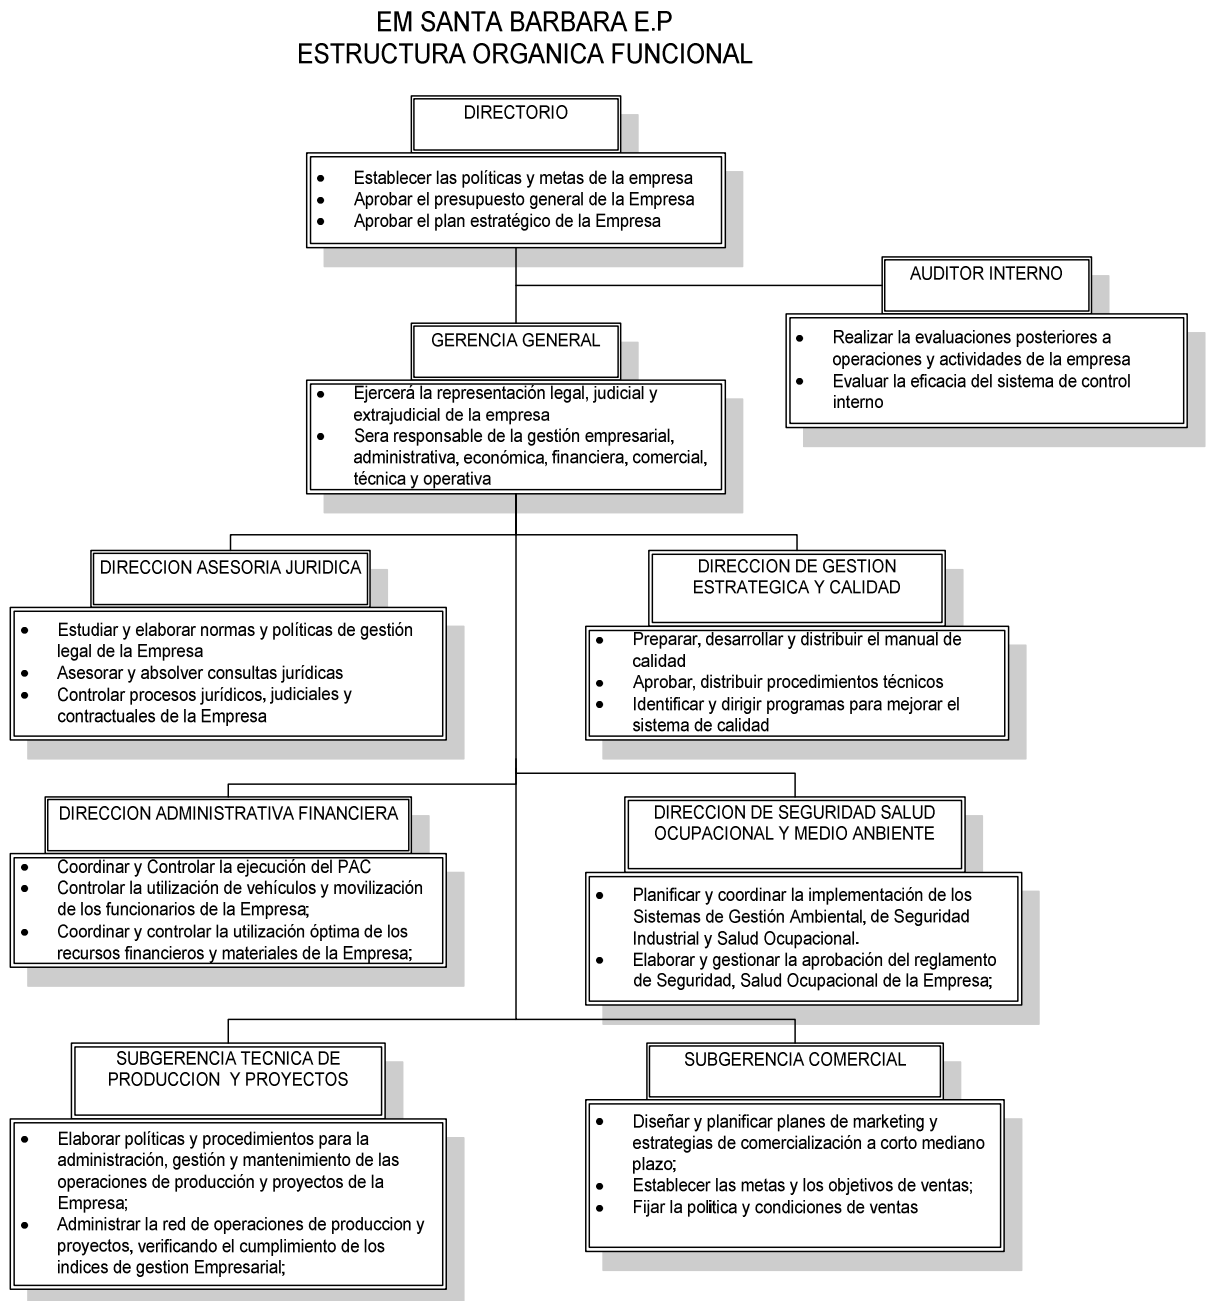 EM SANTA BARBARA E.P
ESTRUCTURA ORGANICA FUNCIONAL
DIRECTORIO
• Establecer las políticas y metas de la empresa
• Aprobar el presupuesto general de la Empresa
• Aprobar el plan estratégico de la Empresa
AUDITOR INTERNO
• Realizar la evaluaciones posteriores a
operaciones y actividades de la empresa
• Evaluar la eficacia del sistema de control
interno
GERENCIA GENERAL
• Ejercerá la representación legal, judicial y
extrajudicial de la empresa
• Sera responsable de la gestión empresarial,
administrativa, económica, financiera, comercial,
técnica y operativa
DIRECCION ASESORIA JURIDICA
• Estudiar y elaborar normas y políticas de gestión
legal de la Empresa
• Asesorar y absolver consultas jurídicas
• Controlar procesos jurídicos, judiciales y
contractuales de la Empresa
DIRECCION DE GESTION
ESTRATEGICA Y CALIDAD
• Preparar, desarrollar y distribuir el manual de
calidad
• Aprobar, distribuir procedimientos técnicos
• Identificar y dirigir programas para mejorar el
sistema de calidad
DIRECCION ADMINISTRATIVA FINANCIERA
• Coordinar y Controlar la ejecución del PAC
• Controlar la utilización de vehículos y movilización
de los funcionarios de la Empresa;
• Coordinar y controlar la utilización óptima de los
recursos financieros y materiales de la Empresa;
DIRECCION DE SEGURIDAD SALUD
OCUPACIONAL Y MEDIO ANBIENTE
• Planificar y coordinar la implementación de los
Sistemas de Gestión Ambiental, de Seguridad
Industrial y Salud Ocupacional.
• Elaborar y gestionar la aprobación del reglamento
de Seguridad, Salud Ocupacional de la Empresa;
SUBGERENCIA TECNICA DE
PRODUCCION Y PROYECTOS
• Elaborar políticas y procedimientos para la
administración, gestión y mantenimiento de las
operaciones de producción y proyectos de la
Empresa;
• Administrar la red de operaciones de produccion y
proyectos, verificando el cumplimiento de los
indices de gestion Empresarial;
SUBGERENCIA COMERCIAL
• Diseñar y planificar planes de marketing y
estrategias de comercialización a corto mediano
plazo;
• Establecer las metas y los objetivos de ventas;
• Fijar la politica y condiciones de ventas